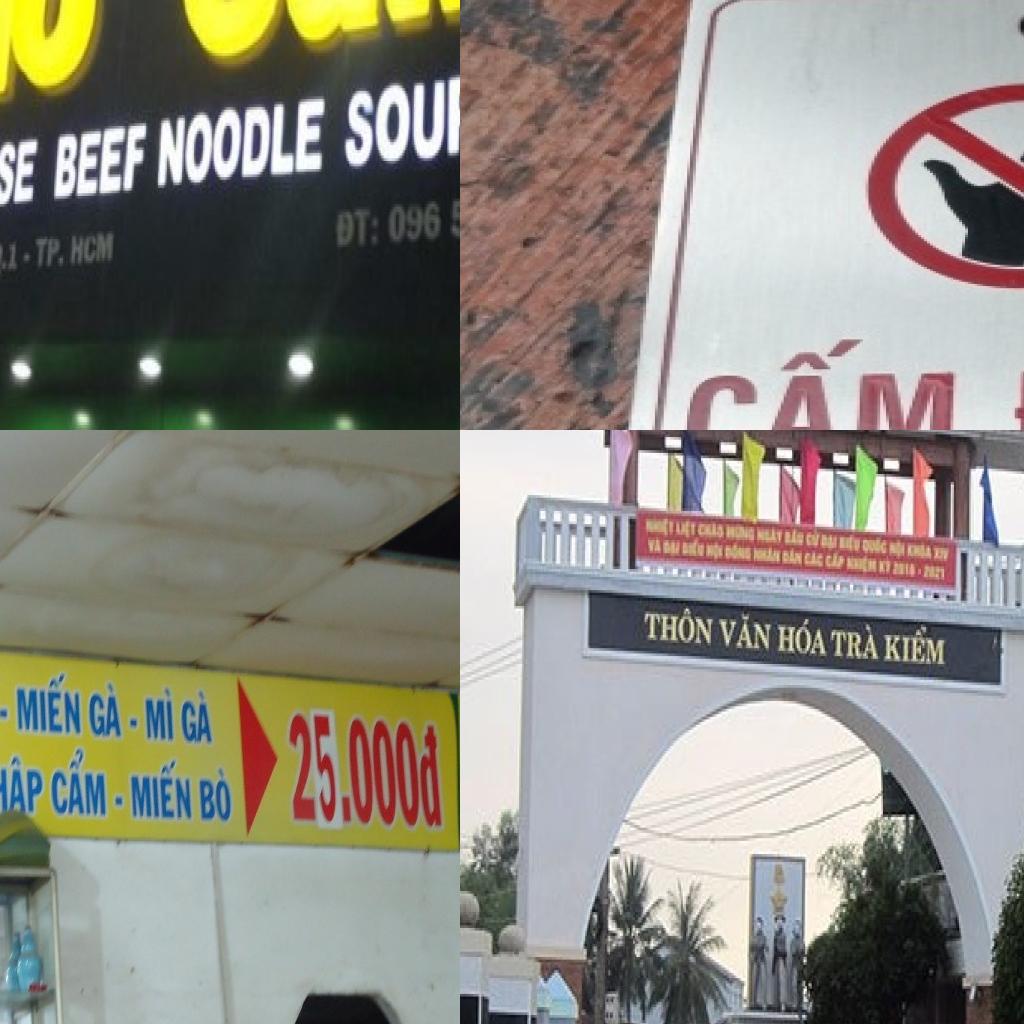 SE BEEF NOODLE SOUP
.1 - TP. HCM
ĐT: 096 5
CẤM
- MIẾN GÀ - MÌ GÀ
HẬP CẨM - MIẾN BÒ
25.000đ
NHIỆT LIỆT CHÀO MỪNG NGÀY BẦU CỬ ĐẠI BIỂU QUỐC HỘI KHÓA XIV
VÀ ĐẠI BIỂU HỘI ĐỒNG NHÂN DÂN CÁC CẤP NHIỆM KỲ 2016 - 2021
THÔN VĂN HÓA TRÀ KIỂM